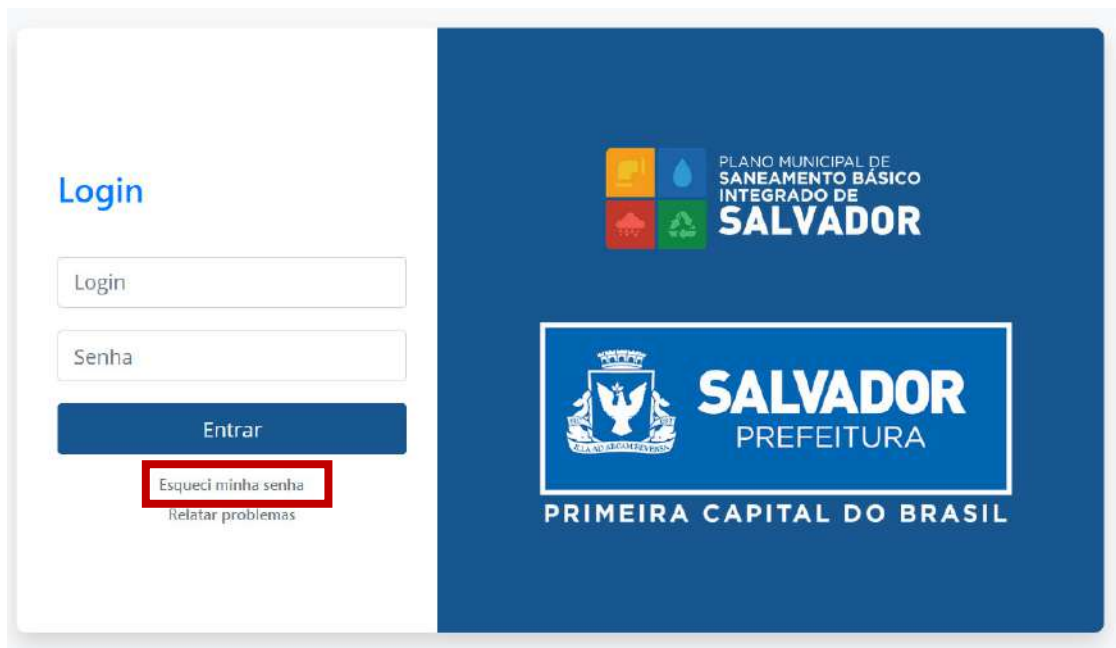 Login
Login
Senha
Entrar
Esqueci minha senha
Relatar problemas
PLANO MUNICIPAL DE
SANEAMENTO BÁSICO
INTEGRADO DE
SALVADOR
SALVADOR
PREFEITURA
PRIMEIRA CAPITAL DO BRASIL